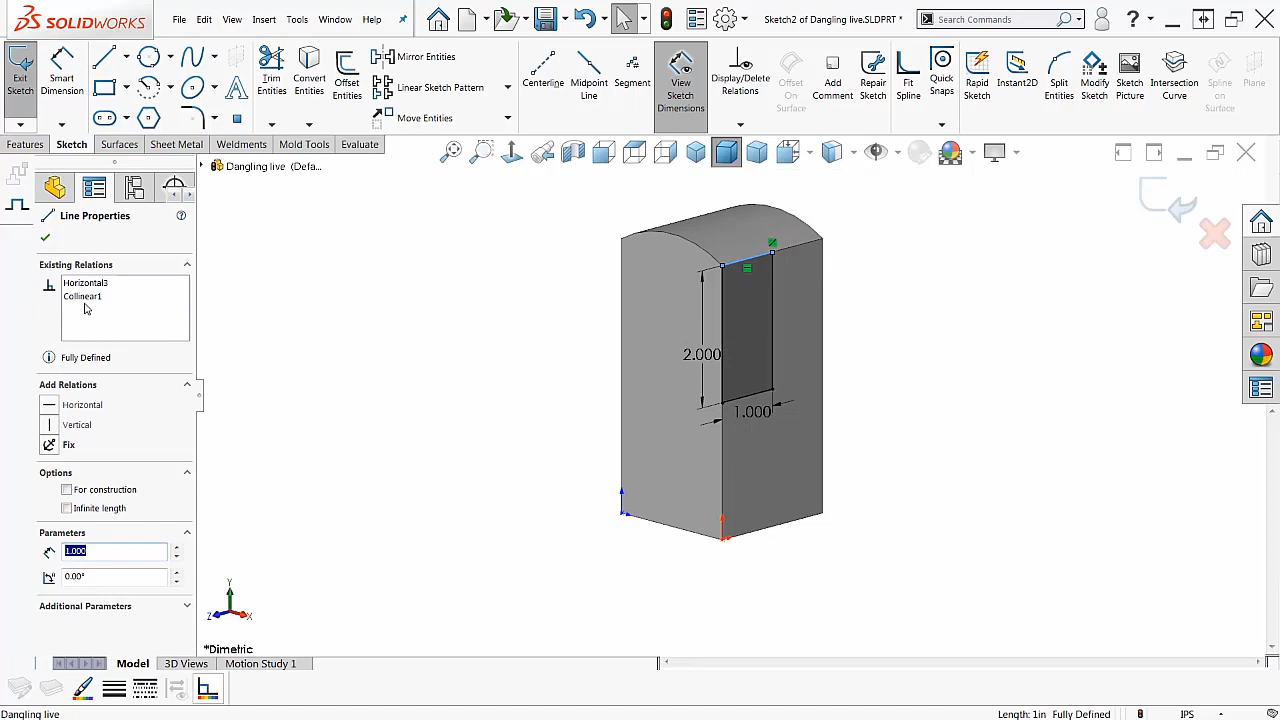 SOLIDWORKS
File Edit View Insert Tools Window Help
Sketch2 of Dangling live.SLDPRT *
Search Commands
?
Exit Sketch
Smart Dimension
Trim Entities
Convert Entities
Offset Entities
Mirror Entities
Linear Sketch Pattern
Move Entities
Centerline
Midpoint Line
Segment
View Sketch Dimensions
Display/Delete Relations
Offset On Surface
Add Comment
Repair Sketch
Fit Spline
Quick Snaps
Rapid Sketch
Instant2D
Split Entities
Modify Sketch
Sketch Picture
Intersection Curve
Spline on Surface
Plane
Features Sketch Surfaces Sheet Metal Weldments Mold Tools Evaluate
Dangling live (Defa...
Line Properties
Existing Relations
Horizontal3
Collinear1
Fully Defined
Add Relations
Horizontal
Vertical
Fix
Options
For construction
Infinite length
Parameters
1.000
0.00°
Additional Parameters
2.000
1.000
Y
Z
X
*Dimetric
Model 3D Views Motion Study 1
Dangling live
Length: 1in Fully Defined
IPS